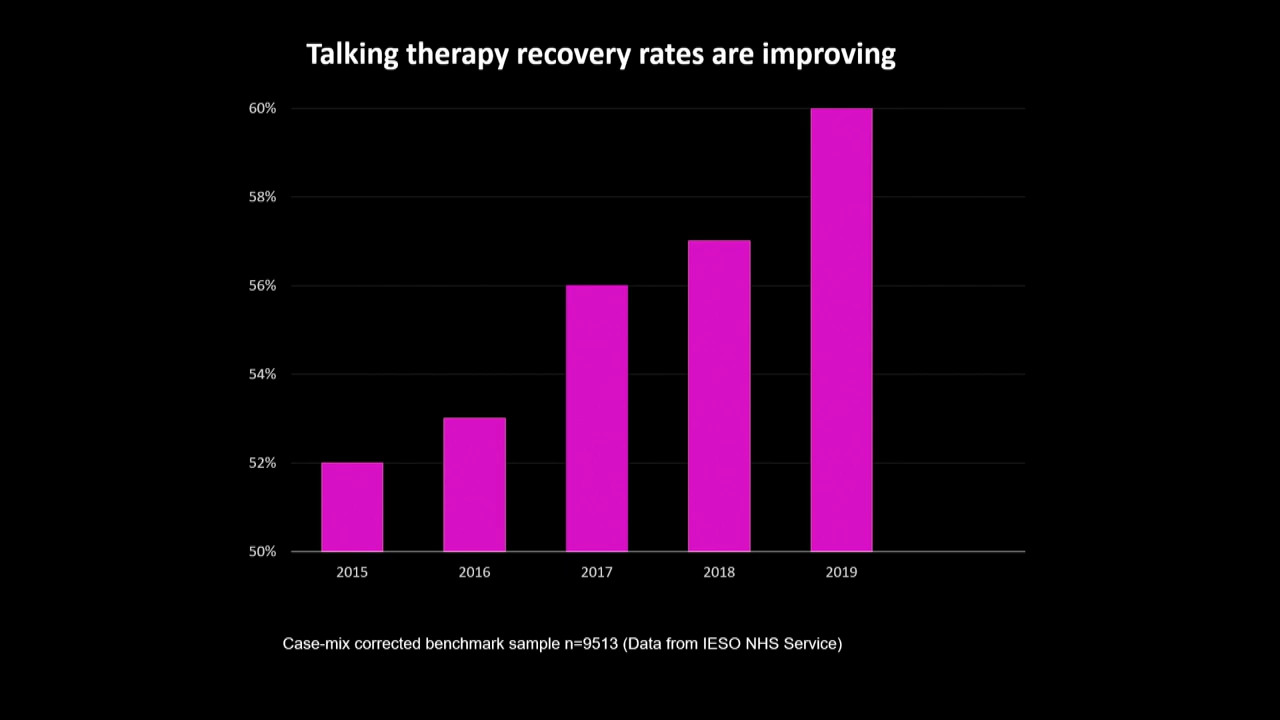 Talking therapy recovery rates are improving
60%
58%
56%
54%
52%
50%
2015 2016 2017 2018 2019
Case-mix corrected benchmark sample n=9513 (Data from IESO NHS Service)